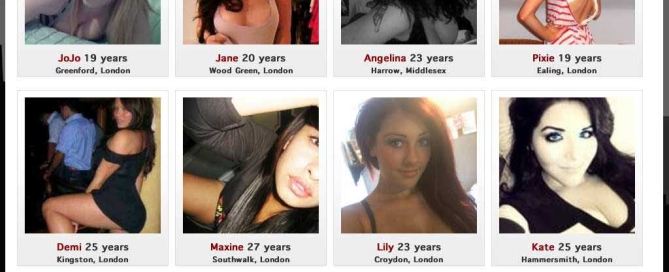 JoJo 19 years
Greenford, London
Jane 20 years
Wood Green, London
Angelina 23 years
Harrow, Middlesex
Pixie 19 years
Ealing, London
Demi 25 years
Kingston, London
Maxine 27 years
Southwalk, London
Lily 23 years
Croydon, London
Kate 25 years
Hammersmith, London